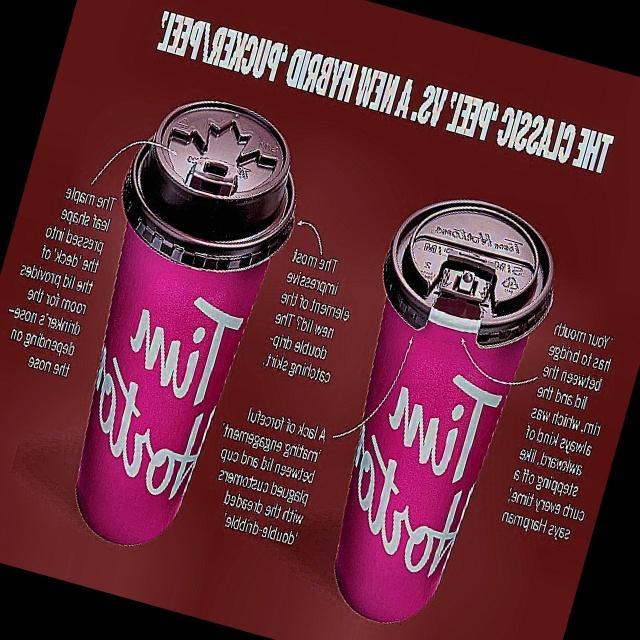 THE CLASSIC 'PEEL' VS. A NEW HYBRID 'PUCKER/PEEL'
Your mouth
has to bridge
between the
lid and the
rim, which was
always kind of
awkward, like
stepping off a
curb every time,'
says Harpman
Tim Hortons
Tim
Horto
A lack of forceful
'mating engagement'
between lid and cup
plagued customers
with the dreaded
'double dribble'
The most
impressive
element of the
new lid? The
double drip
catching skirt.
Tim
Horto
The maple
leaf shape
pressed into
the deck of
the lid provides
room for the
drinker's nose-
depending on
the nose